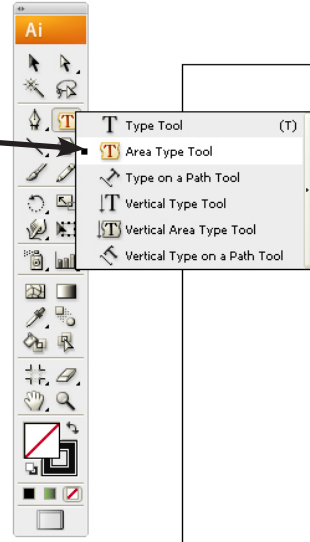 Ai
Type Tool (T)
Area Type Tool
Type on a Path Tool
Vertical Type Tool
Vertical Area Type Tool
Vertical Type on a Path Tool